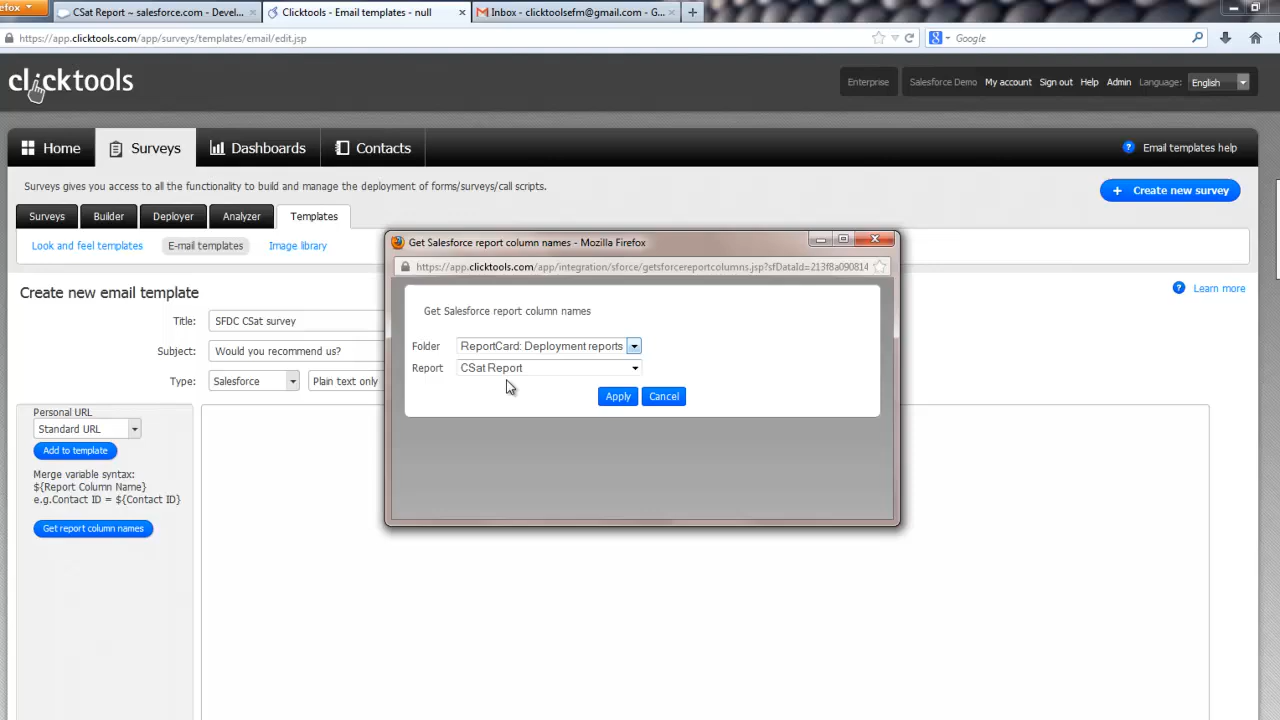 efox
CSat Report ~ salesforce.com - Devel...
Clicktools - Email templates - null
Inbox - clicktoolsefm@gmail.com - G...
https://app.clicktools.com/app/surveys/templates/email/edit.jsp
Google
clicktools
Enterprise
Salesforce Demo My account Sign out Help Admin Language: English
Home Surveys Dashboards Contacts
Email templates help
Surveys gives you access to all the functionality to build and manage the deployment of forms/surveys/call scripts.
Create new survey
Surveys Builder Deployer Analyzer Templates
Look and feel templates E-mail templates Image library
Create new email template
Learn more
Title: SFDC CSat survey
Subject: Would you recommend us?
Type: Salesforce Plain text only
Personal URL
Standard URL
Add to template
Merge variable syntax:
${Report Column Name}
e.g.Contact ID = ${Contact ID}
Get report column names
Get Salesforce report column names - Mozilla Firefox
https://app.clicktools.com/app/integration/sforce/getsforcereportcolumns.jsp?sfDataId=213f8a090814
Get Salesforce report column names
Folder ReportCard: Deployment reports
Report CSat Report
Apply Cancel